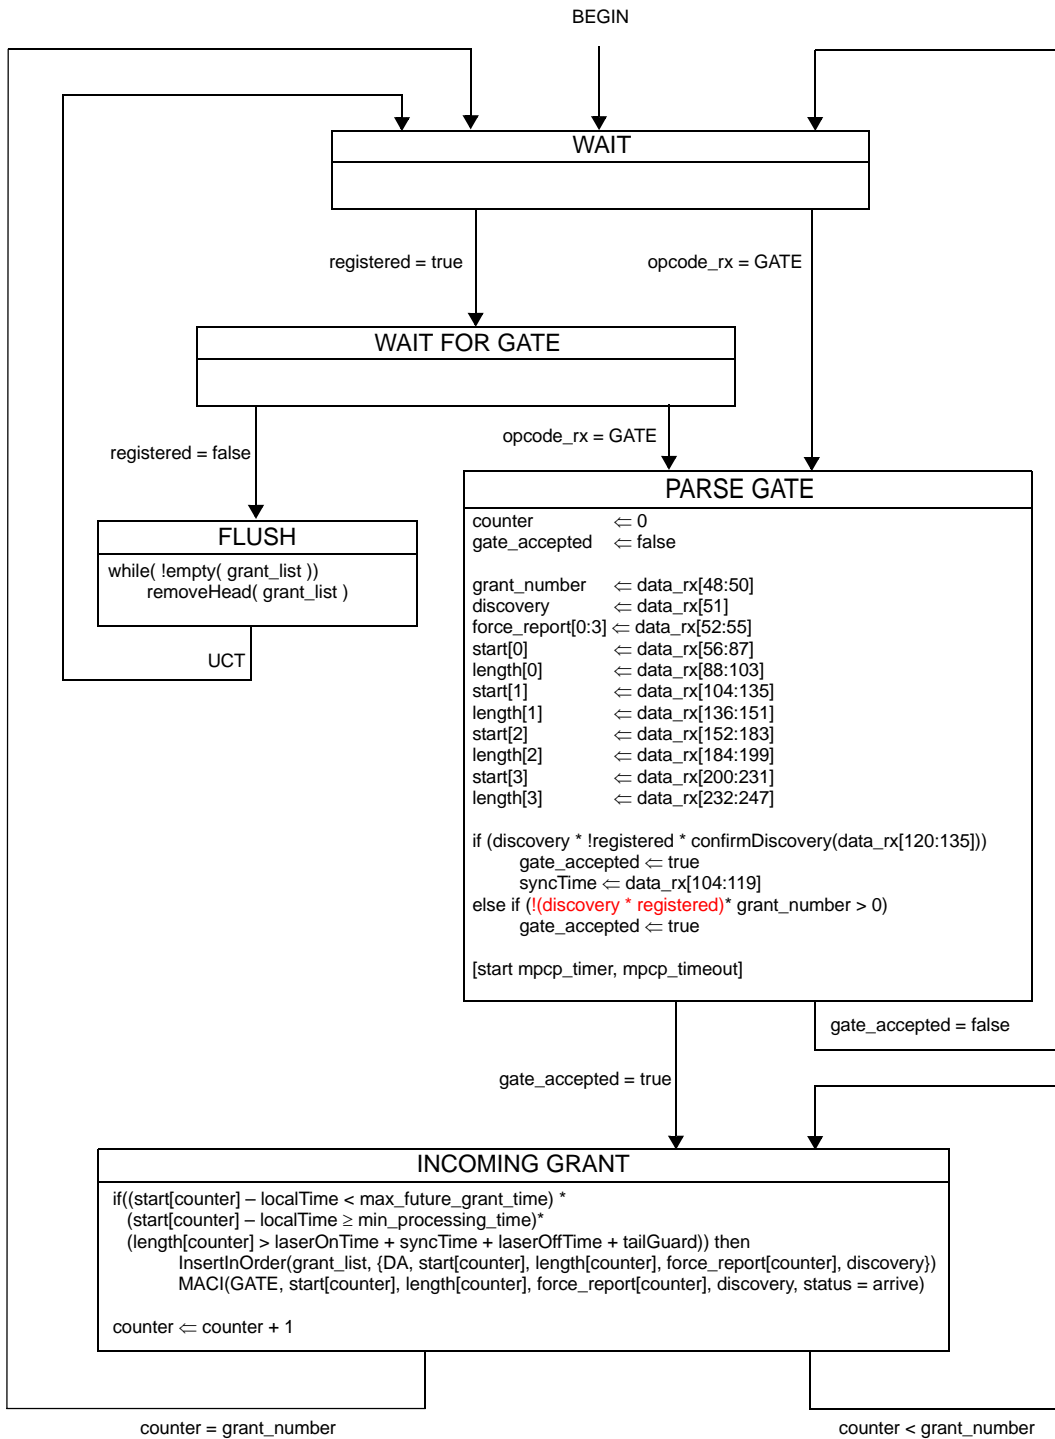 BEGIN
WAIT
registered = true
opcode_rx = GATE
WAIT FOR GATE
registered = false
opcode_rx = GATE
FLUSH
while( !empty( grant_list ))
removeHead( grant_list )
UCT
PARSE GATE
counter ⇐ 0
gate_accepted ⇐ false
grant_number ⇐ data_rx[48:50]
discovery ⇐ data_rx[51]
force_report[0:3] ⇐ data_rx[52:55]
start[0] ⇐ data_rx[56:87]
length[0] ⇐ data_rx[88:103]
start[1] ⇐ data_rx[104:135]
length[1] ⇐ data_rx[136:151]
start[2] ⇐ data_rx[152:183]
length[2] ⇐ data_rx[184:199]
start[3] ⇐ data_rx[200:231]
length[3] ⇐ data_rx[232:247]
if (discovery * !registered * confirmDiscovery(data_rx[120:135]))
gate_accepted ⇐ true
syncTime ⇐ data_rx[104:119]
else if (!(discovery * registered)* grant_number > 0)
gate_accepted ⇐ true
[start mpcp_timer, mpcp_timeout]
gate_accepted = false
gate_accepted = true
INCOMING GRANT
if((start[counter] – localTime < max_future_grant_time) *
(start[counter] – localTime ≥ min_processing_time)*
(length[counter] > laserOnTime + syncTime + laserOffTime + tailGuard)) then
InsertInOrder(grant_list, {DA, start[counter], length[counter], force_report[counter], discovery})
MACI(GATE, start[counter], length[counter], force_report[counter], discovery, status = arrive)
counter ⇐ counter + 1
counter = grant_number
counter < grant_number